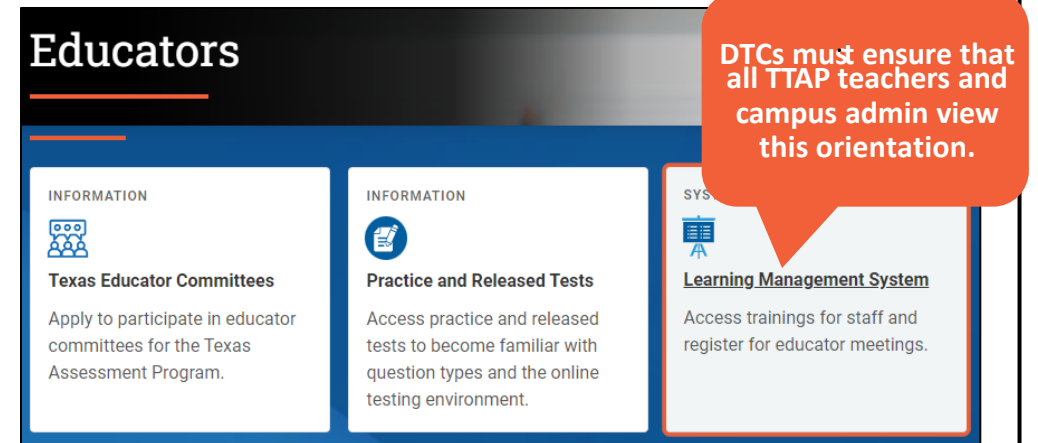 Educators
DTCs must ensure that
all TTAP teachers and
campus admin view
this orientation.
INFORMATION
Texas Educator Committees
Apply to participate in educator
committees for the Texas
Assessment Program.
INFORMATION
Practice and Released Tests
Access practice and released
tests to become familiar with
question types and the online
testing environment.
Learning Management System
Access trainings for staff and
register for educator meetings.